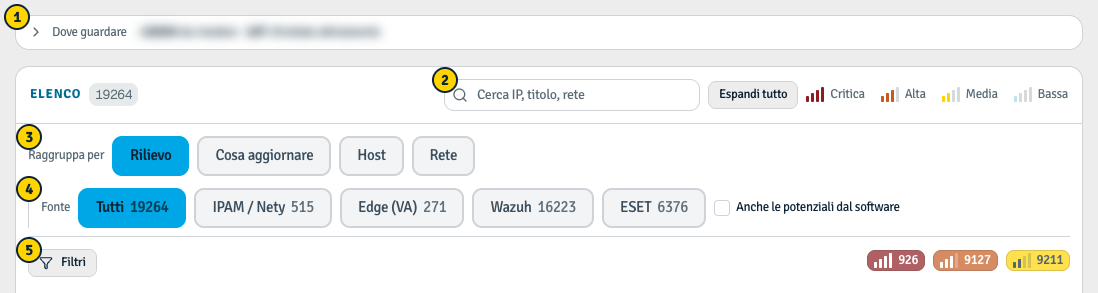 1
Dove guardare
2
ELENCO 19264 Cerca IP, titolo, rete Espandi tutto Critica Alta Media Bassa
3
Raggruppa per Rilievo Cosa aggiornare Host Rete
4
Fonte Tutti 19264 IPAM / Nety 515 Edge (VA) 271 Wazuh 16223 ESET 6376 Anche le potenziali dal software
5
Filtri 926 9127 9211